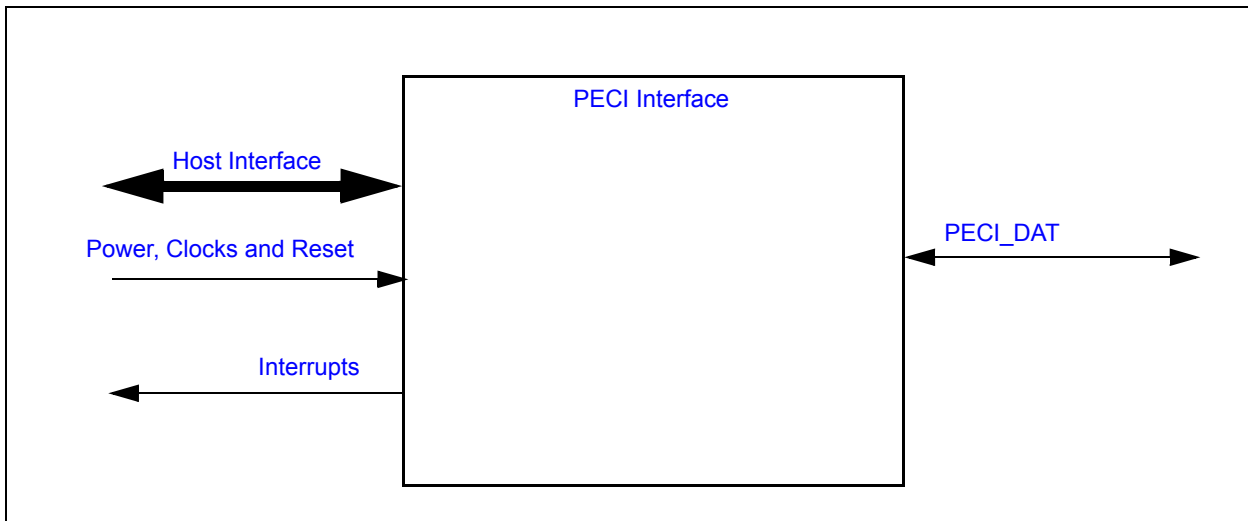 PECI Interface
Host Interface
Power, Clocks and Reset
PECI_DAT
Interrupts